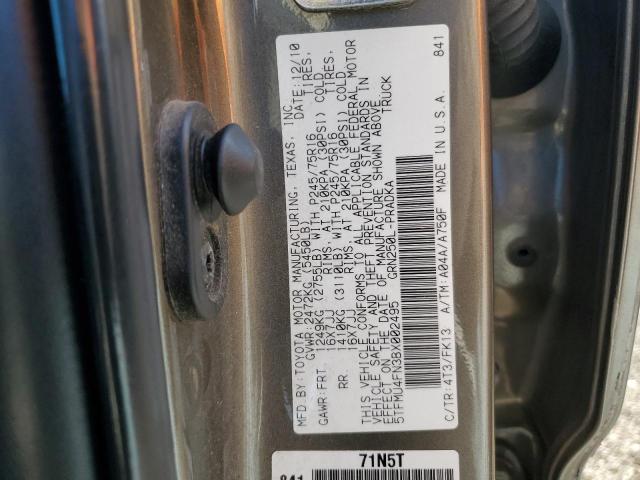 MFD BY: TOYOTA MOTOR MANUFACTURING, TEXAS, INC.
GVWR: 2472KG (5450LB) DATE: 12/10
GAWR: FRT. 1249KG (2755LB) WITH P245/75R16 TIRES,
16X7JJ RIMS, AT 210KPA (30PSI) COLD
RR. 1410KG (3110LB) WITH P245/75R16 TIRES,
16X7JJ RIMS, AT 210KPA (30PSI) COLD
THIS VEHICLE CONFORMS TO ALL APPLICABLE FEDERAL MOTOR
VEHICLE SAFETY AND THEFT PREVENTION STANDARDS IN
EFFECT ON THE DATE OF MANUFACTURE SHOWN ABOVE
5TFMU4FN3BX002495 TRUCK
GRN250L-PRADKA
C/TR: 4T3/FK13 A/TM: A04A/A750F MADE IN U.S.A. 841
71N5T
841